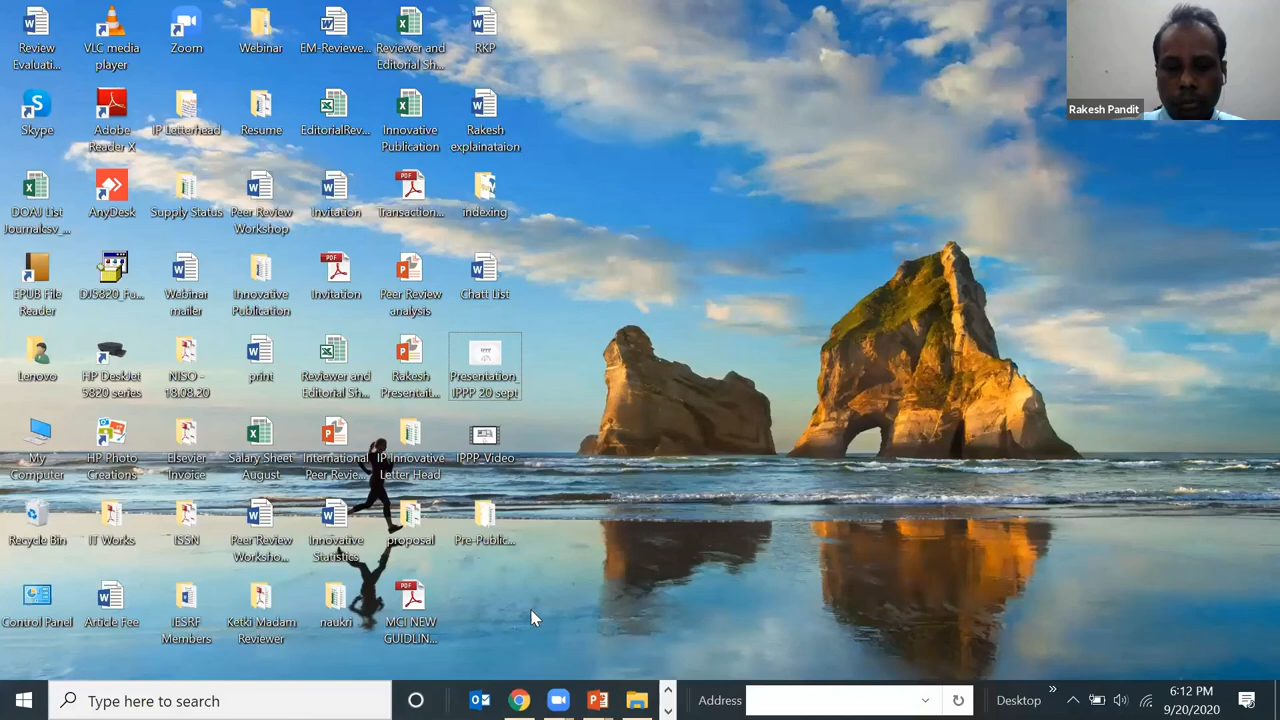 Review
Evaluati...
VLC media
player
Zoom
Webinar
EM-Reviewe...
Reviewer and
Editorial Sh...
RKP
Rakesh Pandit
Skype
Adobe
Reader X
IP Letterhead
Resume
EditorialRev...
Innovative
Publication
Rakesh
explainataion
DOAJ List
Journalcsv_...
AnyDesk
Supply Status
Peer Review
Workshop
Invitation
Transaction...
indexing
EPUB File
Reader
DJ5820_Fu...
Webinar
mailer
Innovative
Publication
Invitation
Peer Review
analysis
Chatt List
Lenovo
HP DeskJet
5820 series
NISO -
18.08.20
print
Reviewer and
Editorial Sh...
Rakesh
Presentait...
Presentation_
IPPP 20 sept
My
Computer
HP Photo
Creations
Elsevier
Invoice
Salary Sheet
August
International
Peer Revie...
IP Innovative
Letter Head
IPPP_Video
Recycle Bin
IT Works
ISSN
Peer Review
Worksho...
Innovative
Statistics
proposal
Pre-Public...
Control Panel
Article Fee
IESRF
Members
Ketki Madam
Reviewer
naukri
MCI NEW
GUIDLIN...
Type here to search
Address
Desktop
6:12 PM
9/20/2020